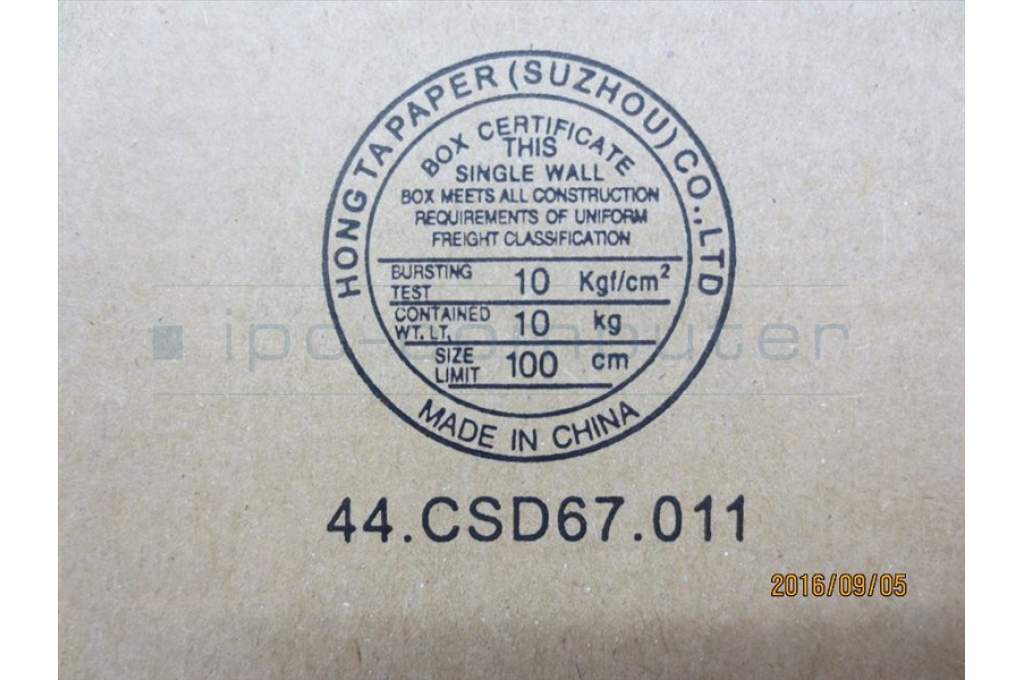 HONG TA PAPER (SUZHOU) CO., LTD
BOX CERTIFICATE
THIS
SINGLE WALL
BOX MEETS ALL CONSTRUCTION
REQUIREMENTS OF UNIFORM
FREIGHT CLASSIFICATION
BURSTING TEST 10 Kgf/cm²
CONTAINED WT. LT. 10 kg
SIZE LIMIT 100 cm
MADE IN CHINA
ipc-computer
44.CSD67.011
2016/09/05